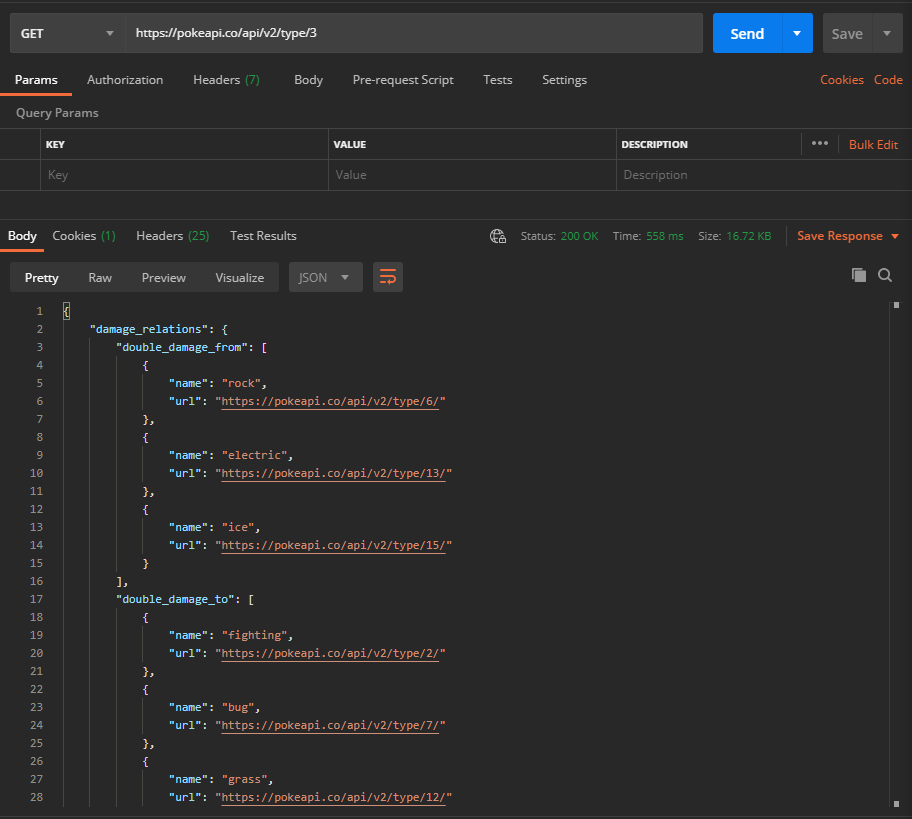 GET https://pokeapi.co/api/v2/type/3 Send Save
Params Authorization Headers (7) Body Pre-request Script Tests Settings Cookies Code
Query Params
KEY VALUE DESCRIPTION ••• Bulk Edit
Key Value Description
Body Cookies (1) Headers (25) Test Results Status: 200 OK Time: 558 ms Size: 16.72 KB Save Response
Pretty Raw Preview Visualize JSON
1 {
2 "damage_relations": {
3 "double_damage_from": [
4 {
5 "name": "rock",
6 "url": "https://pokeapi.co/api/v2/type/6/"
7 },
8 {
9 "name": "electric",
10 "url": "https://pokeapi.co/api/v2/type/13/"
11 },
12 {
13 "name": "ice",
14 "url": "https://pokeapi.co/api/v2/type/15/"
15 }
16 ],
17 "double_damage_to": [
18 {
19 "name": "fighting",
20 "url": "https://pokeapi.co/api/v2/type/2/"
21 },
22 {
23 "name": "bug",
24 "url": "https://pokeapi.co/api/v2/type/7/"
25 },
26 {
27 "name": "grass",
28 "url": "https://pokeapi.co/api/v2/type/12/"